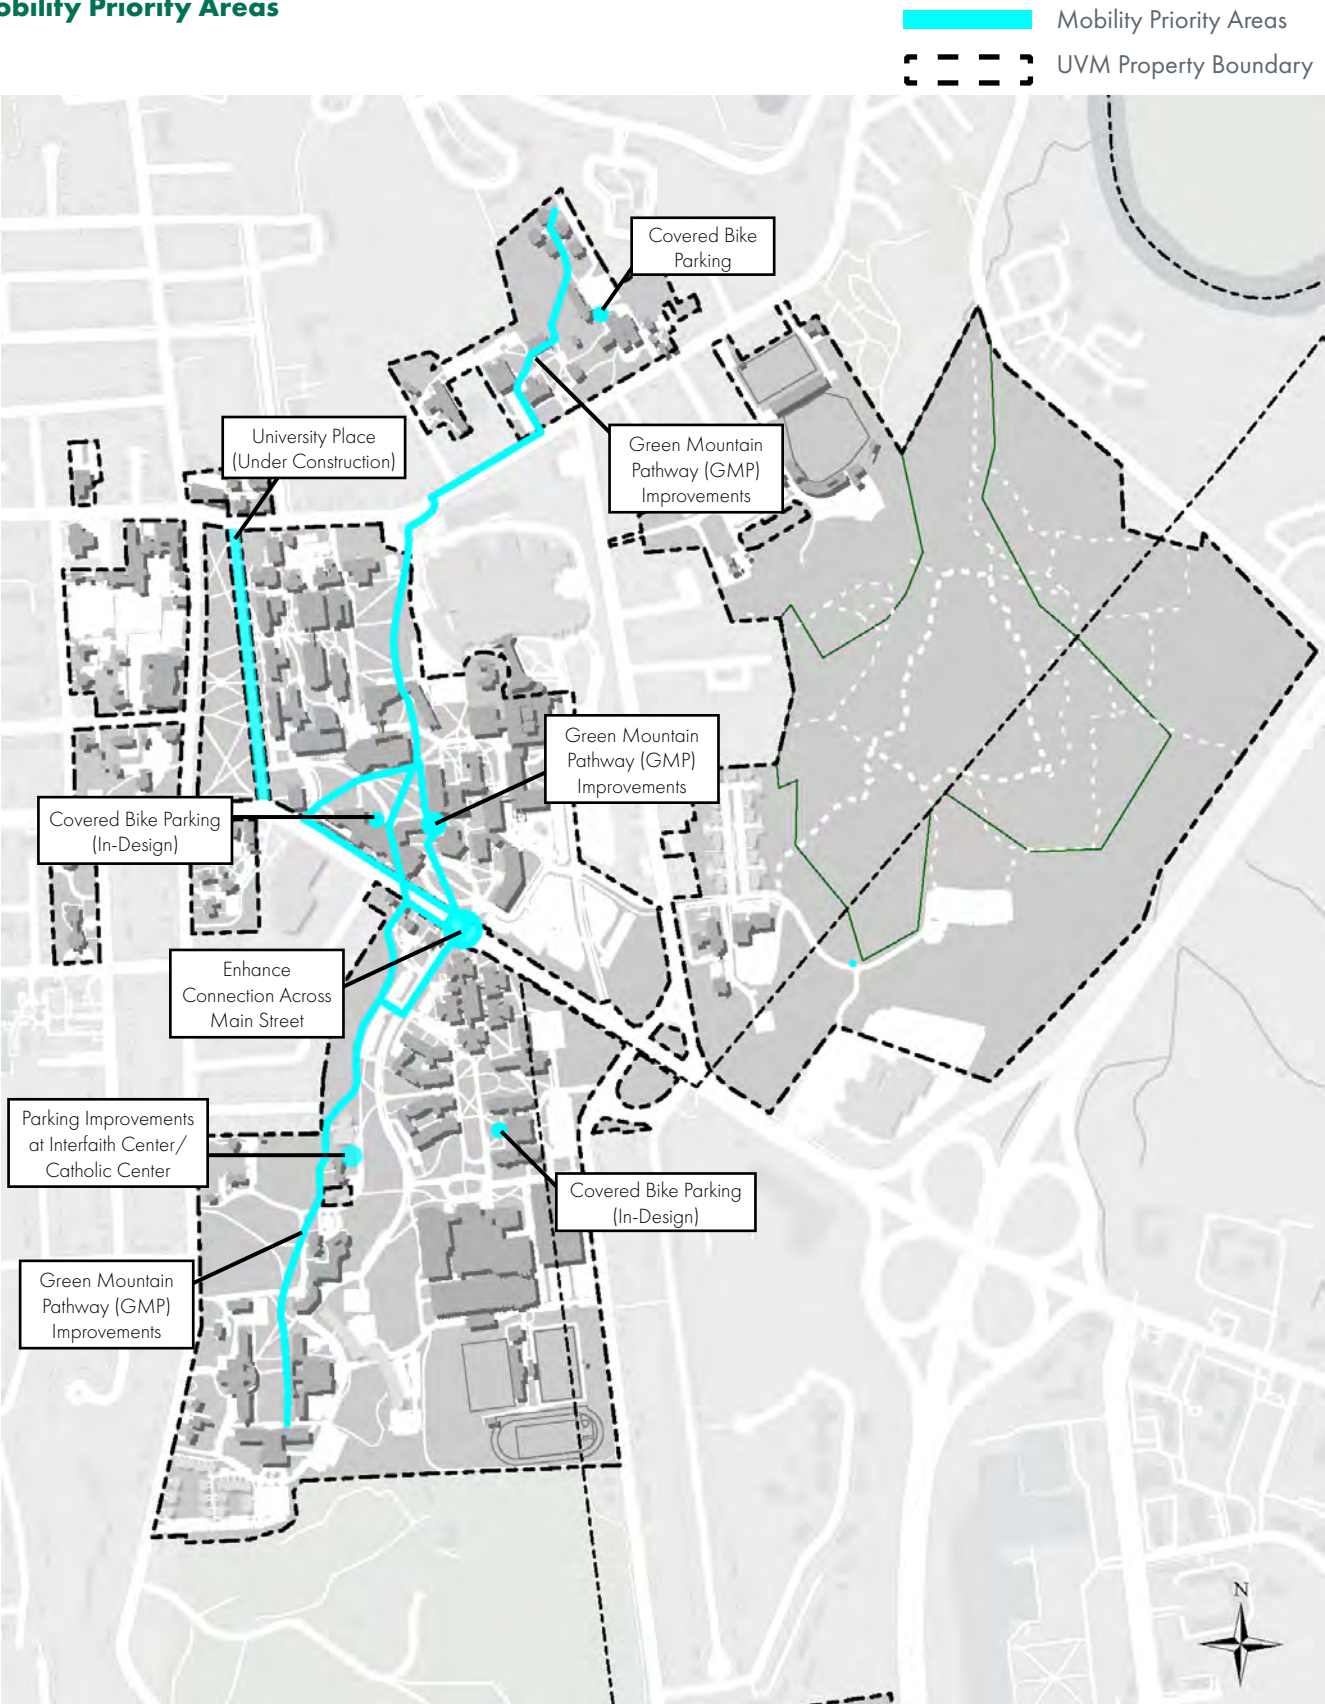 obility Priority Areas
Mobility Priority Areas
UVM Property Boundary
Covered Bike
Parking
University Place
(Under Construction)
Green Mountain
Pathway (GMP)
Improvements
Green Mountain
Pathway (GMP)
Improvements
Covered Bike Parking
(In-Design)
Enhance
Connection Across
Main Street
Parking Improvements
at Interfaith Center/
Catholic Center
Covered Bike Parking
(In-Design)
Green Mountain
Pathway (GMP)
Improvements
N